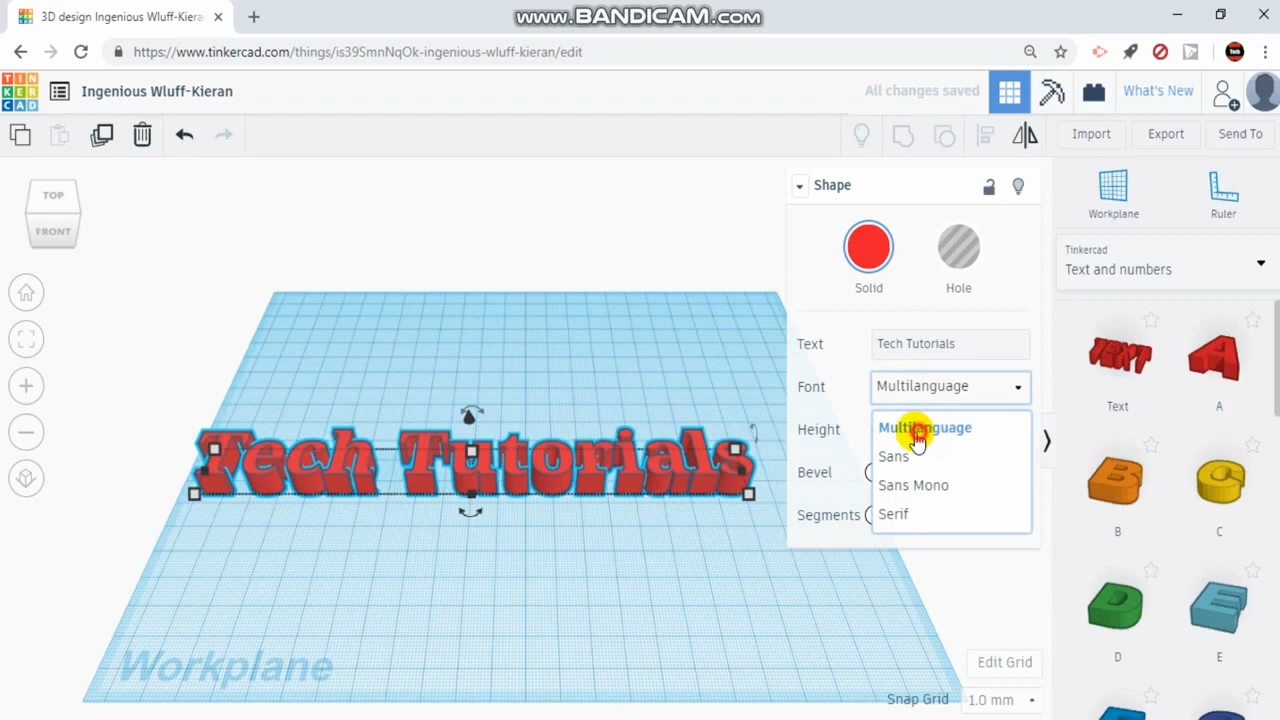 3D design Ingenious Wluff-Kieran
www.BANDICAM.com
https://www.tinkercad.com/things/is39SmnNqOk-ingenious-wluff-kieran/edit
Tech
TIN
KER
CAD
Ingenious Wluff-Kieran
All changes saved
What's New
Import
Export
Send To
TOP
FRONT
Shape
Solid
Hole
Text
Tech Tutorials
Font
Multilanguage
Height
Multilanguage
Sans
Bevel
Sans Mono
Segments
Serif
Workplane
Ruler
Tinkercad
Text and numbers
TEXT
A
Text
A
B
C
B
C
D
E
D
E
Tech Tutorials
Workplane
Edit Grid
Snap Grid
1.0 mm